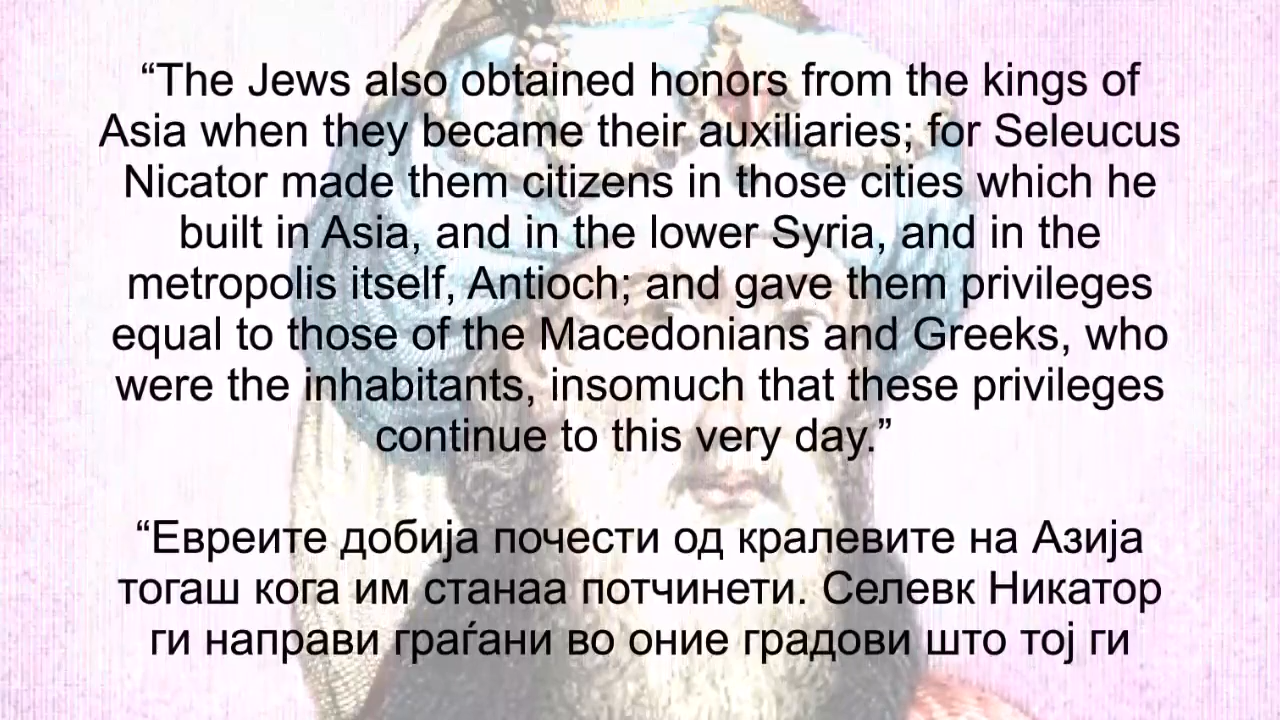 “The Jews also obtained honors from the kings of
Asia when they became their auxiliaries; for Seleucus
Nicator made them citizens in those cities which he
built in Asia, and in the lower Syria, and in the
metropolis itself, Antioch; and gave them privileges
equal to those of the Macedonians and Greeks, who
were the inhabitants, insomuch that these privileges
continue to this very day.”
“Евреите добија почести од кралевите на Азија
тогаш кога им станаа потчинети. Селевк Никатор
ги направи граѓани во оние градови што тој ги